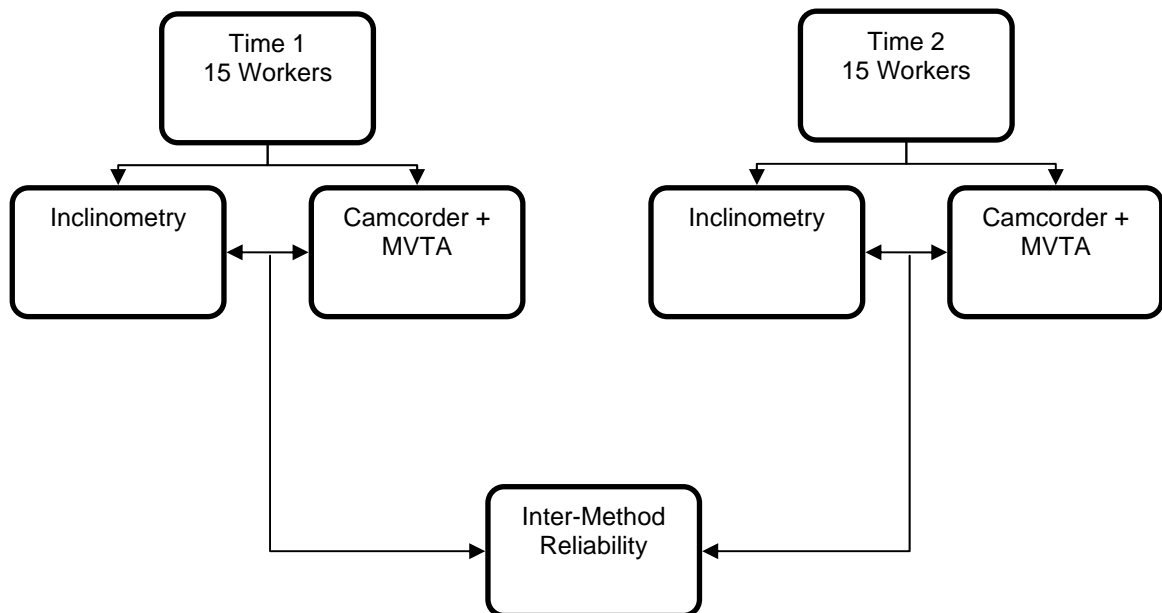 Time 1
15 Workers
Time 2
15 Workers
Inclinometry
Camcorder +
MVTA
Inclinometry
Camcorder +
MVTA
Inter-Method
Reliability